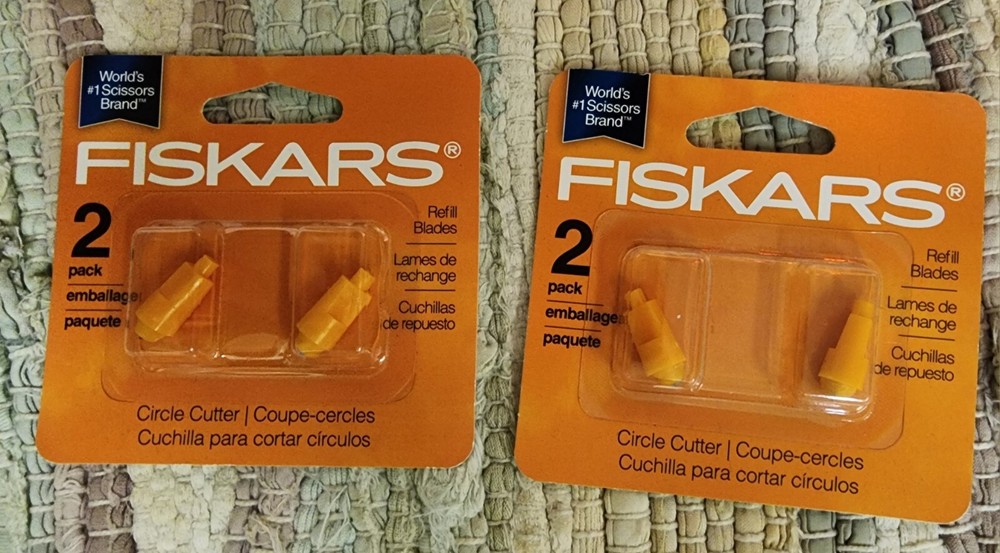 World's
#1 Scissors
Brand™
FISKARS®
2
pack
emballage
paquete
Refill
Blades
Lames de
rechange
Cuchillas
de repuesto
Circle Cutter | Coupe-cercles
Cuchilla para cortar círculos
World's
#1 Scissors
Brand™
FISKARS®
2
pack
emballage
paquete
Refill
Blades
Lames de
rechange
Cuchillas
de repuesto
Circle Cutter | Coupe-cercles
Cuchilla para cortar círculos